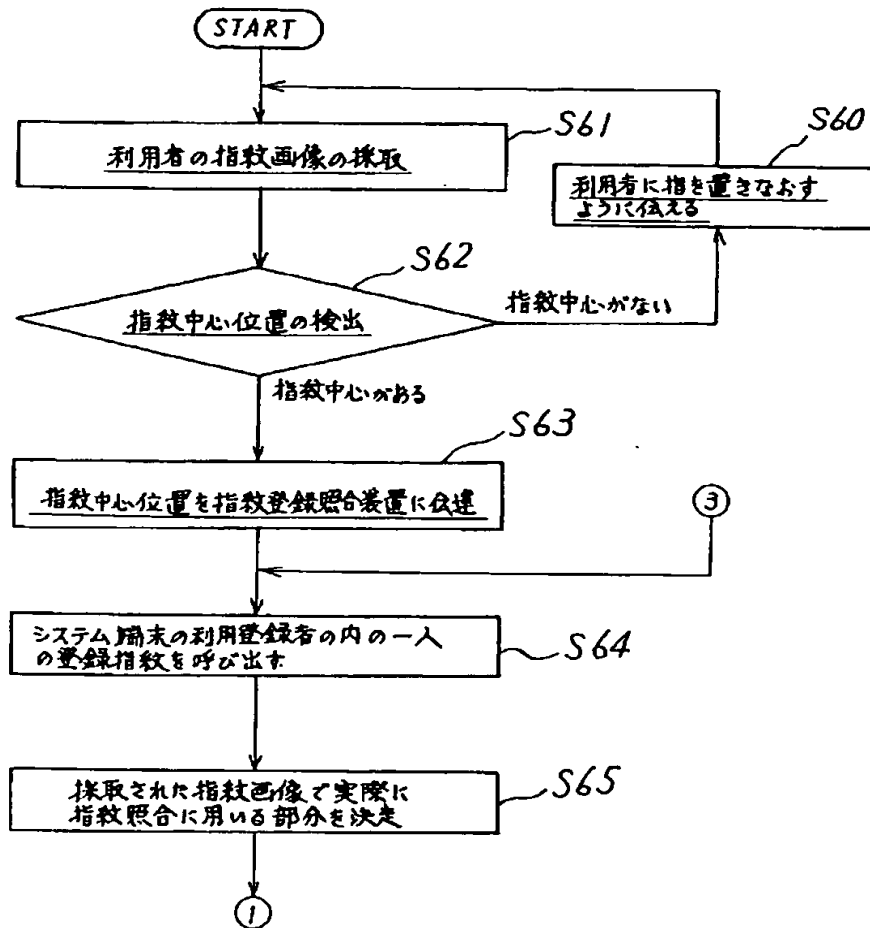 START
S61
利用者の指紋画像の採取
S60
利用者に指を置きなおす
ように伝える
S62
指紋中心位置の検出
指紋中心がない
指紋中心がある
S63
指紋中心位置を指紋登録照合装置に伝達
3
システム端末の利用登録者の内の一人
の登録指紋を呼び出す
S64
採取された指紋画像で実際に
指紋照合に用いる部分を決定
S65
1